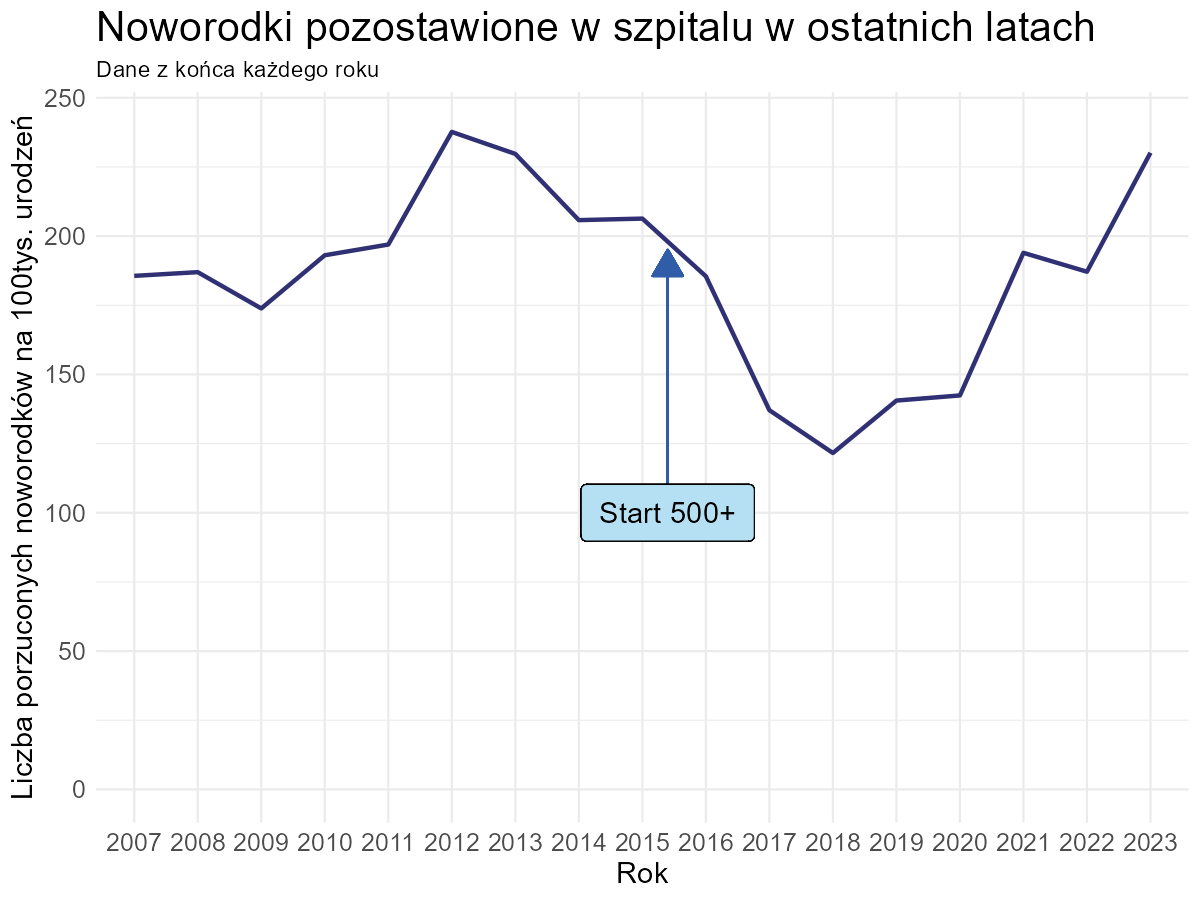 Noworodki pozostawione w szpitalu w ostatnich latach
Dane z końca każdego roku
Liczba porzuconych noworodków na 100tys. urodzeń
250
200
150
100
50
0
Start 500+
2007 2008 2009 2010 2011 2012 2013 2014 2015 2016 2017 2018 2019 2020 2021 2022 2023
Rok